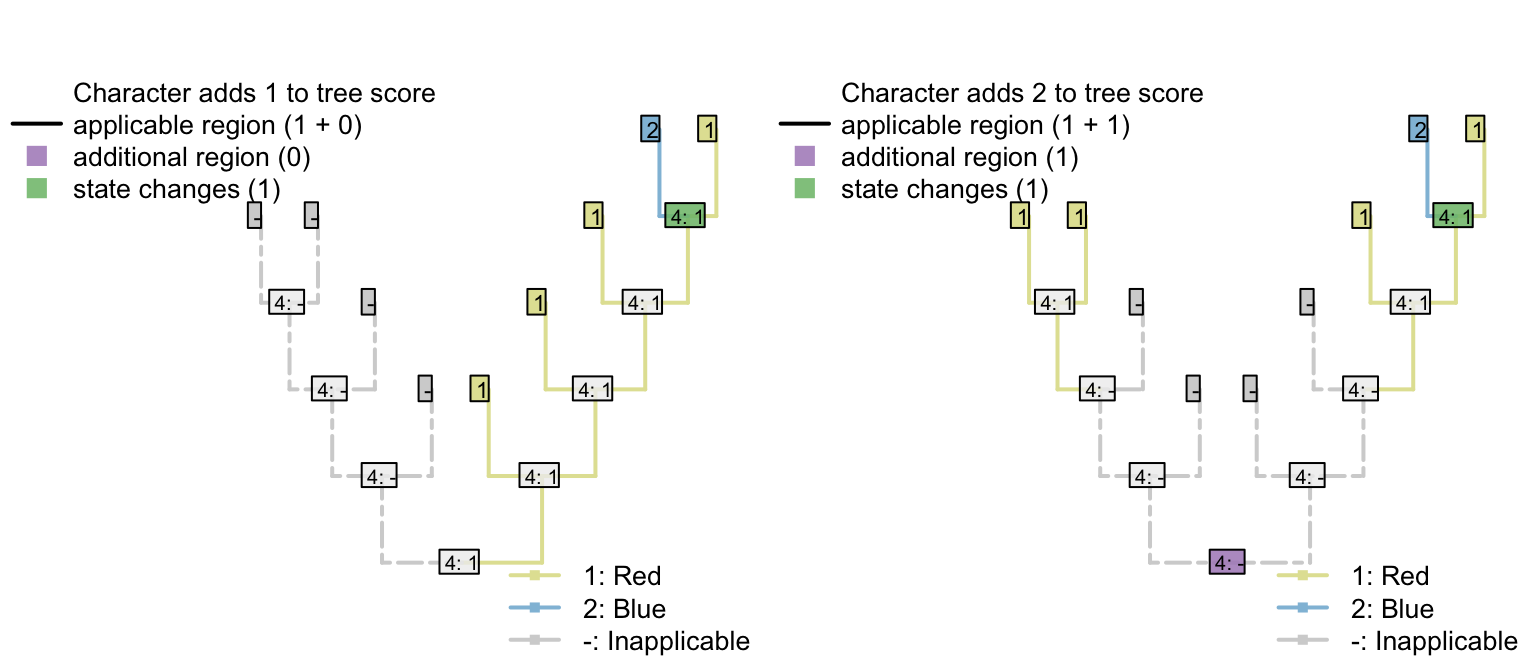 Character adds 1 to tree score
applicable region (1 + 0)
additional region (0)
state changes (1)
2 1
- - 1 4: 1
4: - - 1 4: 1
4: - - 1 4: 1
4: - 4: 1
4: 1
1: Red
2: Blue
-: Inapplicable
Character adds 2 to tree score
applicable region (1 + 1)
additional region (1)
state changes (1)
2 1
1 1 1 4: 1
4: 1 - - 4: 1
4: - - - 4: -
4: - 4: -
4: -
1: Red
2: Blue
-: Inapplicable